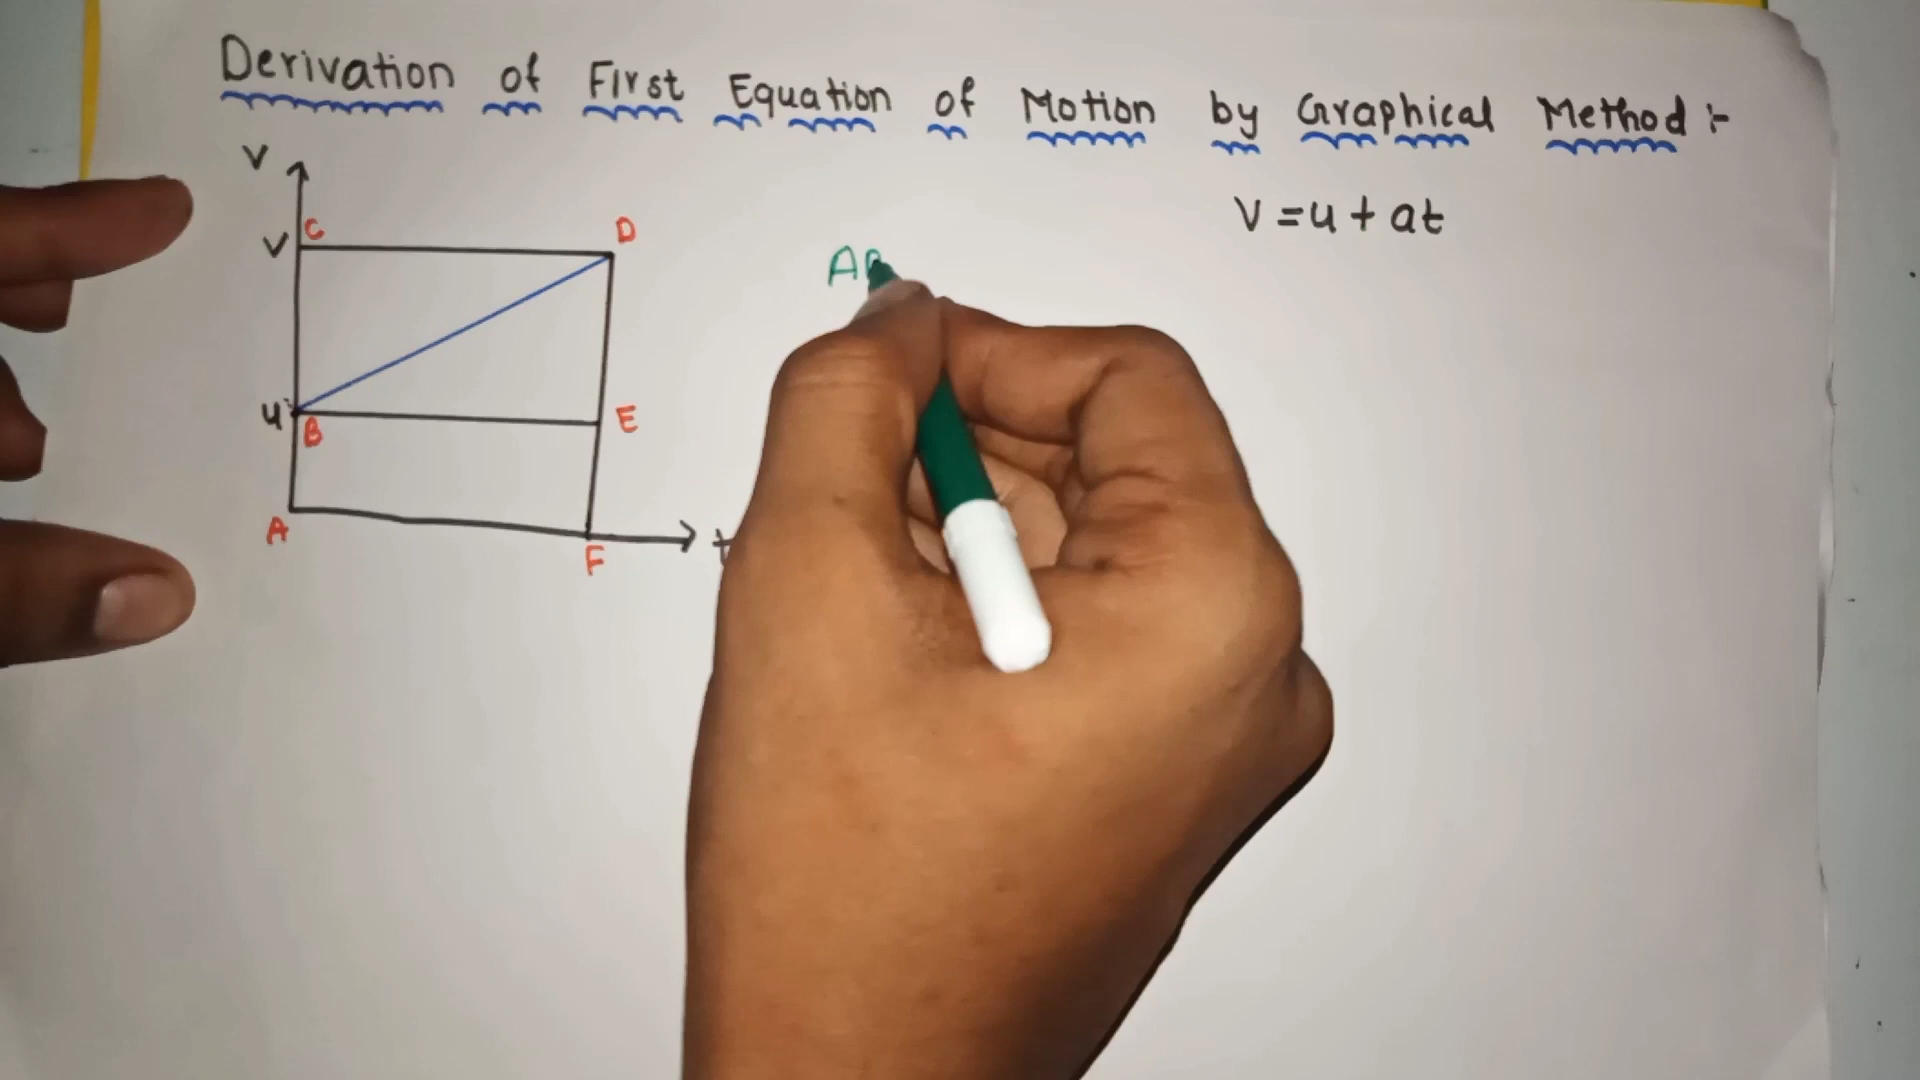 Derivation of First Equation of Motion by Graphical Method :-
V
V = u + at
C
D
V
A
u
B
E
A
F
t